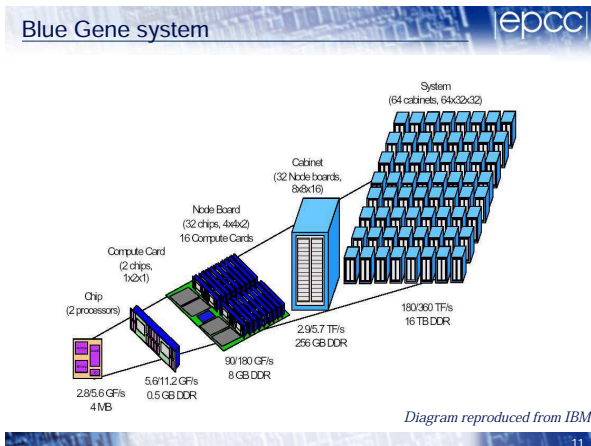 Blue Gene system
|epcc|
System
(64 cabinets, 64x32x32)
Cabinet
(32 Node boards,
8x8x16)
Node Board
(32 chips, 4x4x2)
16 Compute Cards
Compute Card
(2 chips,
1x2x1)
Chip
(2 processors)
2.8/5.6 GF/s
4 MB
5.6/11.2 GF/s
0.5 GB DDR
90/180 GF/s
8 GB DDR
2.9/5.7 TF/s
256 GB DDR
180/360 TF/s
16 TB DDR
Diagram reproduced from IBM
11